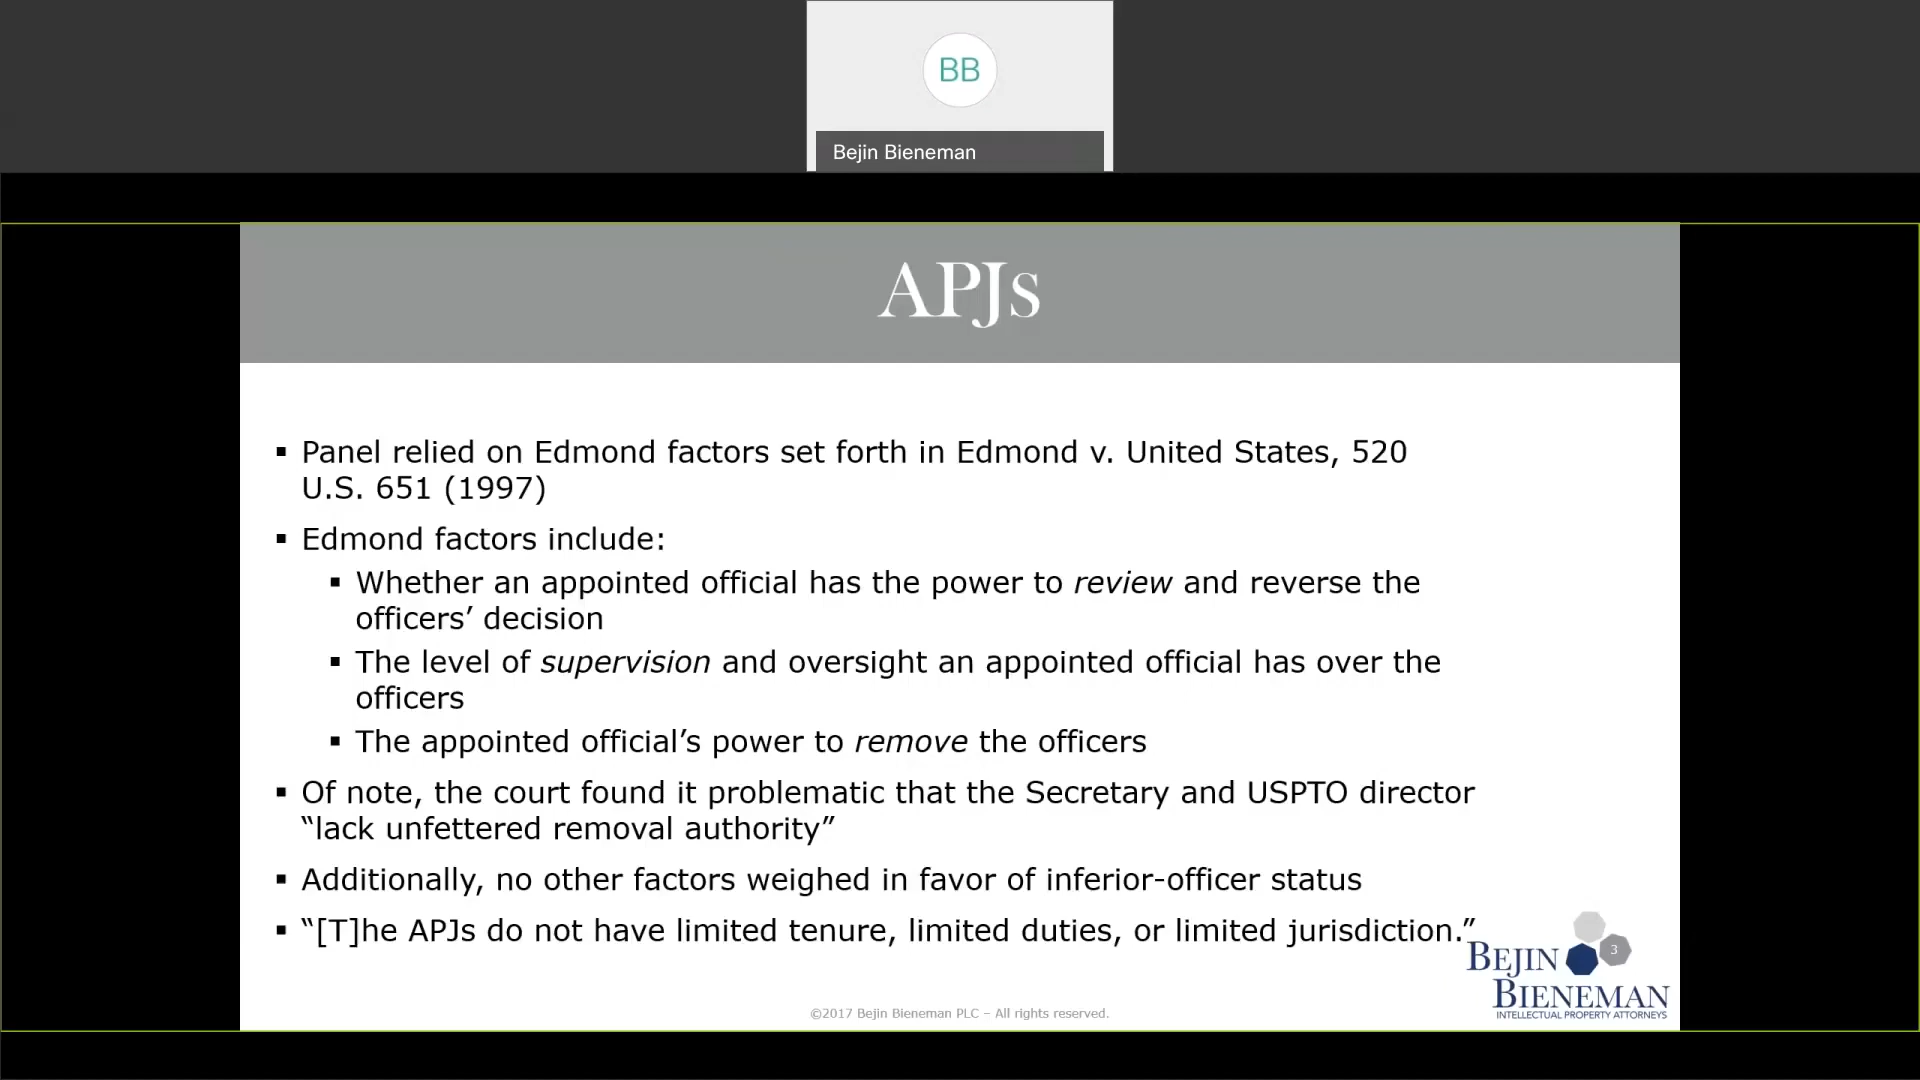 BB
Bejin Bieneman
APJs
▪ Panel relied on Edmond factors set forth in Edmond v. United States, 520
U.S. 651 (1997)
▪ Edmond factors include:
▪ Whether an appointed official has the power to review and reverse the
officers’ decision
▪ The level of supervision and oversight an appointed official has over the
officers
▪ The appointed official’s power to remove the officers
▪ Of note, the court found it problematic that the Secretary and USPTO director
“lack unfettered removal authority”
▪ Additionally, no other factors weighed in favor of inferior-officer status
▪ “[T]he APJs do not have limited tenure, limited duties, or limited jurisdiction.”
3
BEJIN
BIENEMAN
INTELLECTUAL PROPERTY ATTORNEYS
©2017 Bejin Bieneman PLC – All rights reserved.